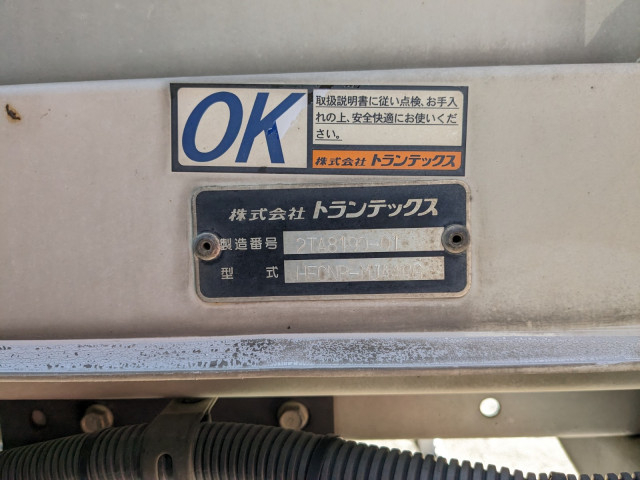 OK
取扱説明書に従い点検、お手入
れの上、安全快適にお使いくだ
さい。
株式会社 トランテックス
株式会社 トランテックス
製造番号
型 式